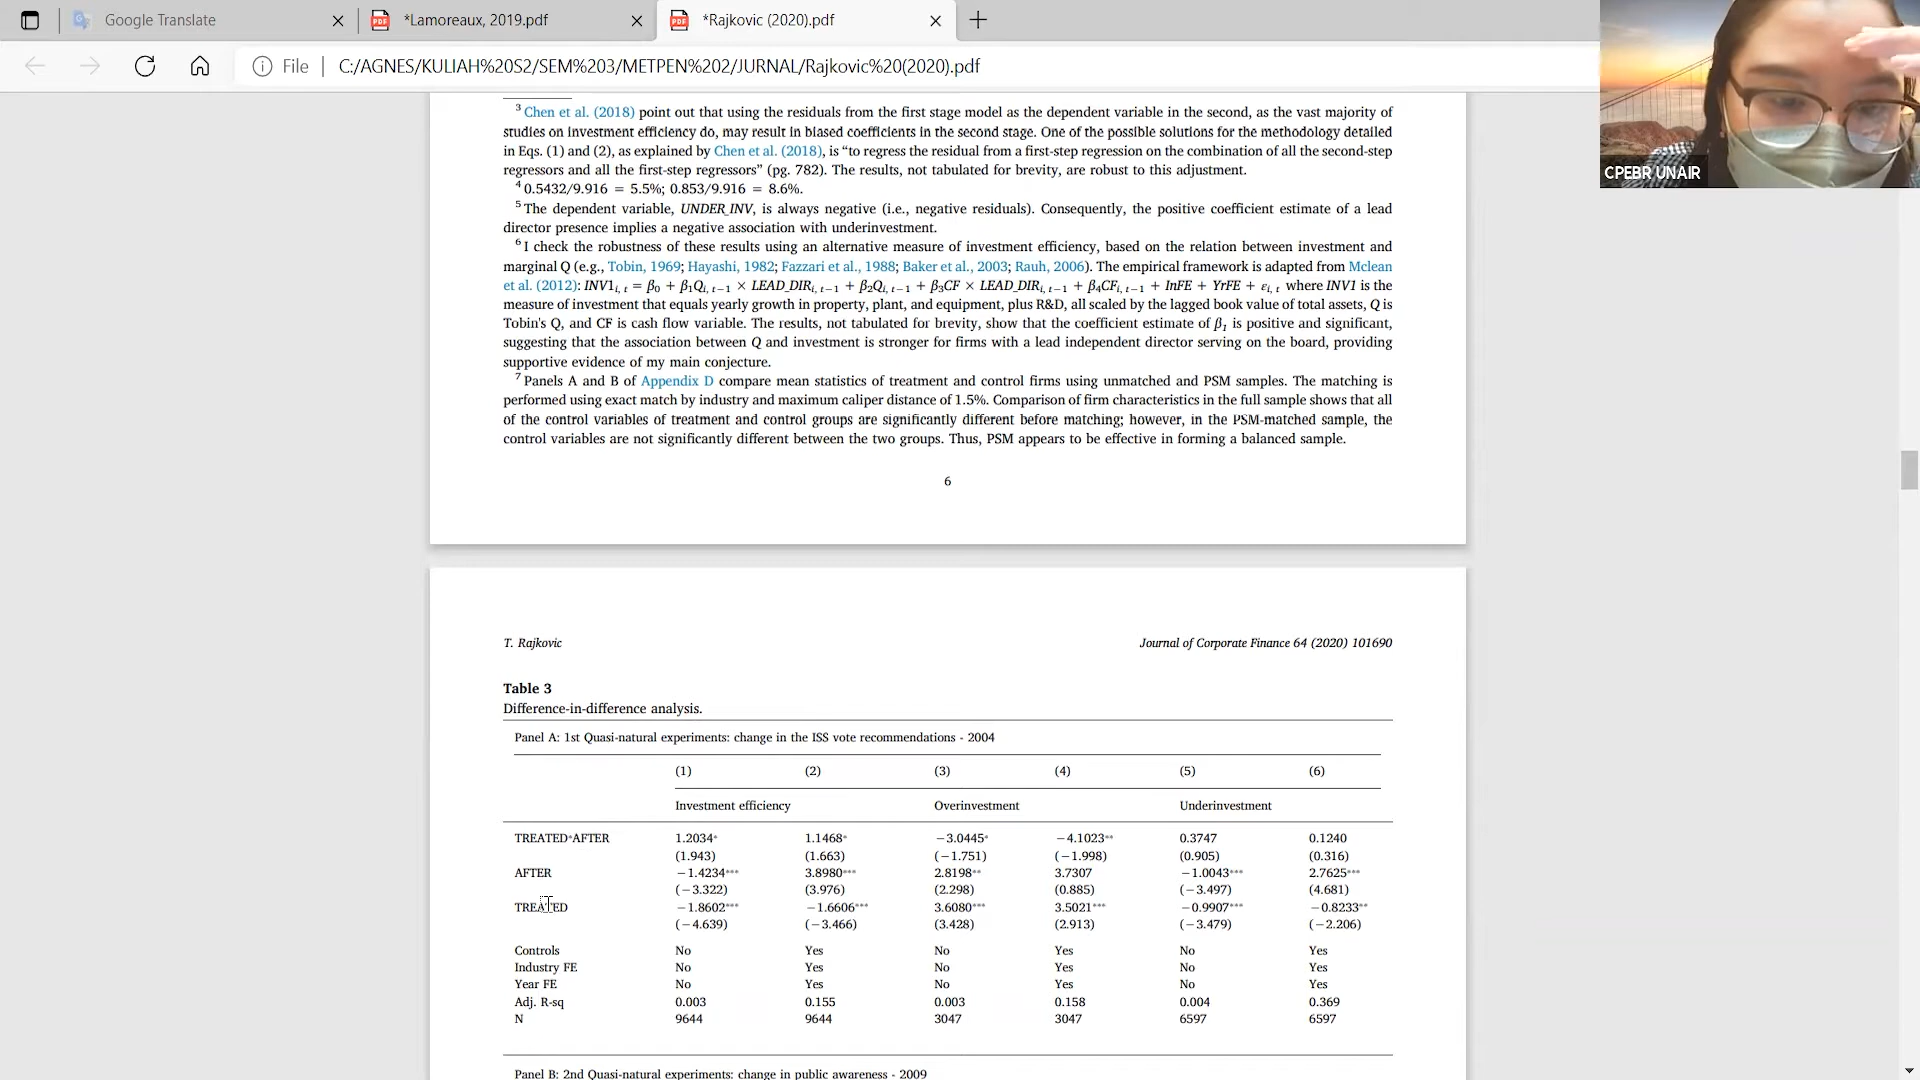 Google Translate
*Lamoreaux, 2019.pdf
*Rajkovic (2020).pdf
File
C:/AGNES/KULIAH%20S2/SEM%203/METPEN%202/JURNAL/Rajkovic%20(2020).pdf
CPEBR UNAIR
3 Chen et al. (2018) point out that using the residuals from the first stage model as the dependent variable in the second, as the vast majority of
studies on investment efficiency do, may result in biased coefficients in the second stage. One of the possible solutions for the methodology detailed
in Eqs. (1) and (2), as explained by Chen et al. (2018), is “to regress the residual from a first-step regression on the combination of all the second-step
regressors and all the first-step regressors” (pg. 782). The results, not tabulated for brevity, are robust to this adjustment.
4 0.5432/9.916 = 5.5%; 0.853/9.916 = 8.6%.
5 The dependent variable, UNDER_INV, is always negative (i.e., negative residuals). Consequently, the positive coefficient estimate of a lead
director presence implies a negative association with underinvestment.
6 I check the robustness of these results using an alternative measure of investment efficiency, based on the relation between investment and
marginal Q (e.g., Tobin, 1969; Hayashi, 1982; Fazzari et al., 1988; Baker et al., 2003; Rauh, 2006). The empirical framework is adapted from Mclean
et al. (2012): INV1i, t = β0 + β1Qi, t−1 × LEAD_DIRi, t−1 + β2Qi, t−1 + β3CF × LEAD_DIRi, t−1 + β4CFi, t−1 + InFE + YrFE + εi, t where INV1 is the
measure of investment that equals yearly growth in property, plant, and equipment, plus R&D, all scaled by the lagged book value of total assets, Q is
Tobin's Q, and CF is cash flow variable. The results, not tabulated for brevity, show that the coefficient estimate of β1 is positive and significant,
suggesting that the association between Q and investment is stronger for firms with a lead independent director serving on the board, providing
supportive evidence of my main conjecture.
7 Panels A and B of Appendix D compare mean statistics of treatment and control firms using unmatched and PSM samples. The matching is
performed using exact match by industry and maximum caliper distance of 1.5%. Comparison of firm characteristics in the full sample shows that all
of the control variables of treatment and control groups are significantly different before matching; however, in the PSM-matched sample, the
control variables are not significantly different between the two groups. Thus, PSM appears to be effective in forming a balanced sample.
6
T. Rajkovic Journal of Corporate Finance 64 (2020) 101690
Table 3
Difference-in-difference analysis.
Panel A: 1st Quasi-natural experiments: change in the ISS vote recommendations - 2004
(1) (2) (3) (4) (5) (6)
Investment efficiency Overinvestment Underinvestment
TREATED*AFTER 1.2034* 1.1468* −3.0445* −4.1023** 0.3747 0.1240
(1.943) (1.663) (−1.751) (−1.998) (0.905) (0.316)
AFTER −1.4234*** 3.8980*** 2.8198** 3.7307 −1.0043*** 2.7625***
(−3.322) (3.976) (2.298) (0.885) (−3.497) (4.681)
TREATED −1.8602*** −1.6606*** 3.6080*** 3.5021*** −0.9907*** −0.8233**
(−4.639) (−3.466) (3.428) (2.913) (−3.479) (−2.206)
Controls No Yes No Yes No Yes
Industry FE No Yes No Yes No Yes
Year FE No Yes No Yes No Yes
Adj. R-sq 0.003 0.155 0.003 0.158 0.004 0.369
N 9644 9644 3047 3047 6597 6597
Panel B: 2nd Quasi-natural experiments: change in public awareness - 2009